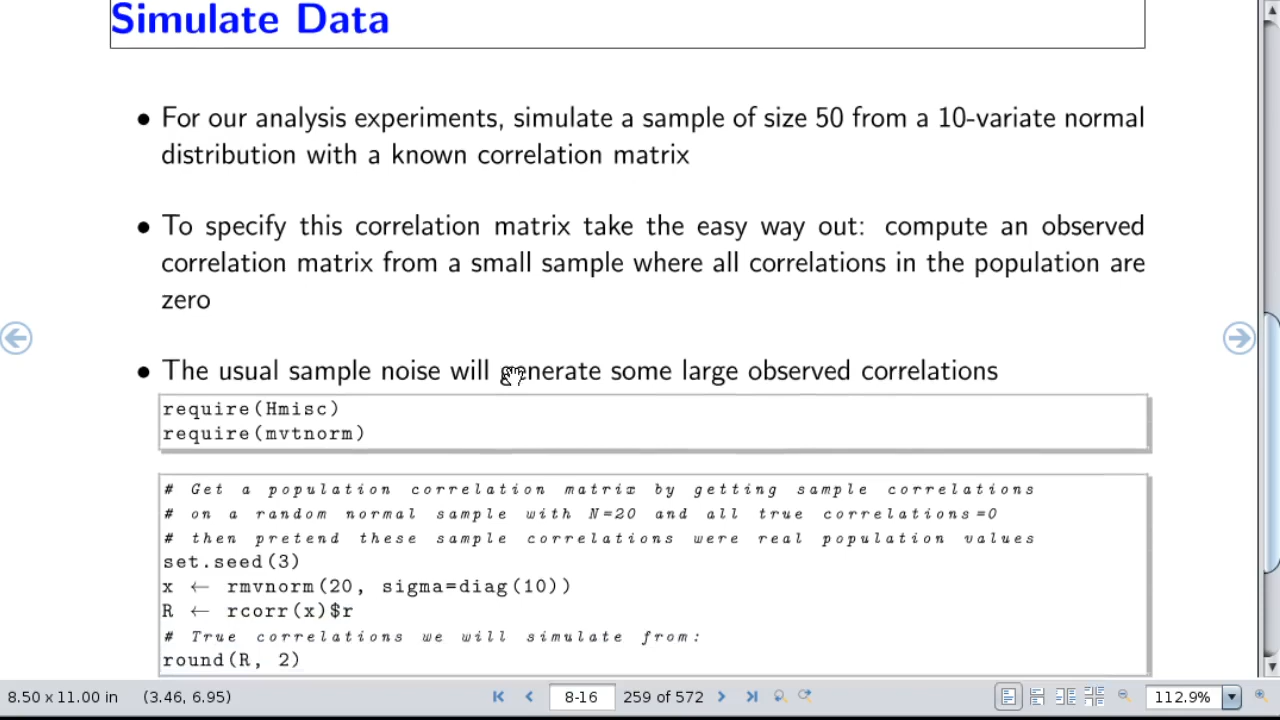 Simulate Data
• For our analysis experiments, simulate a sample of size 50 from a 10-variate normal
distribution with a known correlation matrix
• To specify this correlation matrix take the easy way out: compute an observed
correlation matrix from a small sample where all correlations in the population are
zero
• The usual sample noise will generate some large observed correlations
require(Hmisc)
require(mvtnorm)
# Get a population correlation matrix by getting sample correlations
# on a random normal sample with N=20 and all true correlations=0
# then pretend these sample correlations were real population values
set.seed(3)
x ← rmvnorm(20, sigma=diag(10))
R ← rcorr(x)$r
# True correlations we will simulate from:
round(R, 2)
8.50 x 11.00 in (3.46, 6.95) 8-16 259 of 572 112.9%